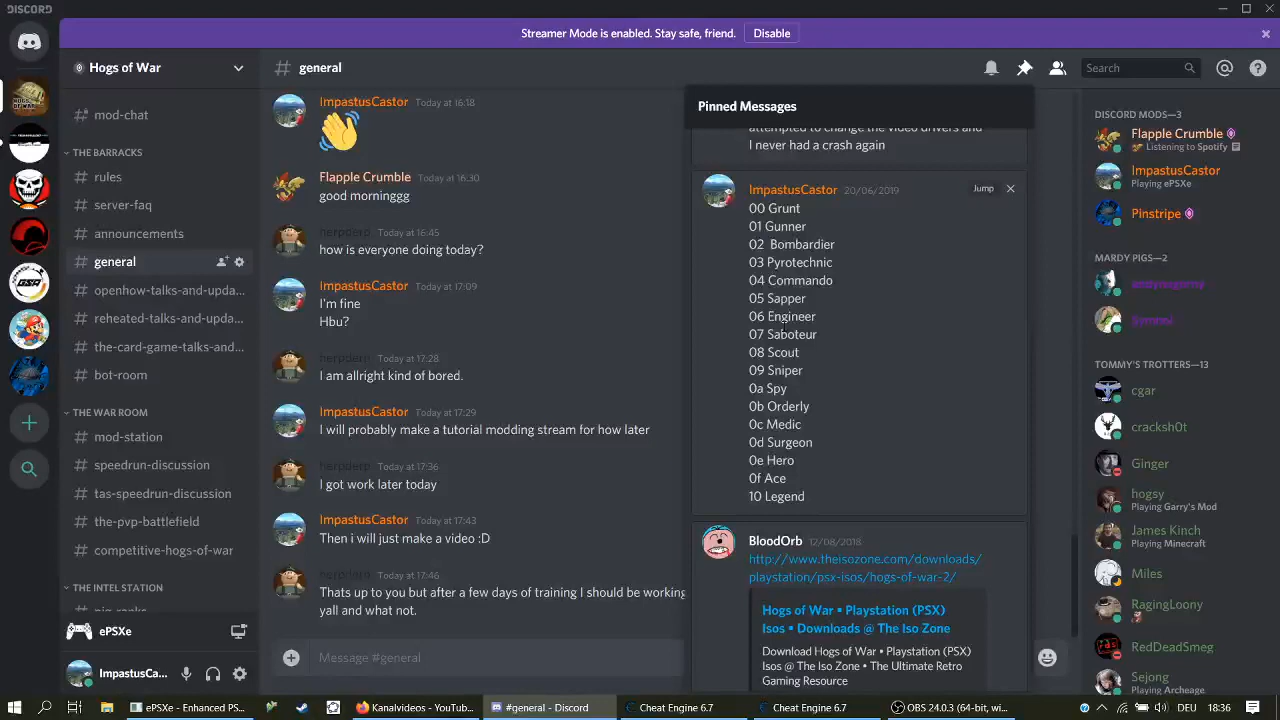 DISCORD
Streamer Mode is enabled. Stay safe, friend.
Disable
Hogs of War
mod-chat
THE BARRACKS
rules
server-faq
announcements
general
openhow-talks-and-upda...
reheated-talks-and-upda...
the-card-game-talks-and...
bot-room
THE WAR ROOM
mod-station
speedrun-discussion
tas-speedrun-discussion
the-pvp-battlefield
competitive-hogs-of-war
THE INTEL STATION
pig-ranks
ePSXe
ImpastusCa...
# general
Search
ImpastusCastor Today at 16:18
Flapple Crumble Today at 16:30
good morninggg
herpderp Today at 16:45
how is everyone doing today?
ImpastusCastor Today at 17:09
I'm fine
Hbu?
herpderp Today at 17:28
I am allright kind of bored.
ImpastusCastor Today at 17:29
I will probably make a tutorial modding stream for how later
herpderp Today at 17:36
I got work later today
ImpastusCastor Today at 17:43
Then i will just make a video :D
herpderp Today at 17:46
Thats up to you but after a few days of training I should be working
yall and what not.
Message #general
Pinned Messages
attempted to change the video drivers and
I never had a crash again
ImpastusCastor 20/06/2019
Jump
00 Grunt
01 Gunner
02 Bombardier
03 Pyrotechnic
04 Commando
05 Sapper
06 Engineer
07 Saboteur
08 Scout
09 Sniper
0a Spy
0b Orderly
0c Medic
0d Surgeon
0e Hero
0f Ace
10 Legend
BloodOrb 12/08/2018
http://www.theisozone.com/downloads/
playstation/psx-isos/hogs-of-war-2/
Hogs of War • Playstation (PSX)
Isos • Downloads @ The Iso Zone
Download Hogs of War • Playstation (PSX)
Isos @ The Iso Zone • The Ultimate Retro
Gaming Resource
DISCORD MODS—3
Flapple Crumble
Listening to Spotify
ImpastusCastor
Playing ePSXe
Pinstripe
MARDY PIGS—2
TOMMY'S TROTTERS—13
cgar
cracksh0t
Ginger
hogsy
Playing Garry's Mod
James Kinch
Playing Minecraft
Miles
RagingLoony
RedDeadSmeg
Sejong
Playing Archeage
ePSXe - Enhanced PS...
Kanalvideos - YouTub...
#general - Discord
Cheat Engine 6.7
Cheat Engine 6.7
OBS 24.0.3 (64-bit, wi...
DEU
18:36